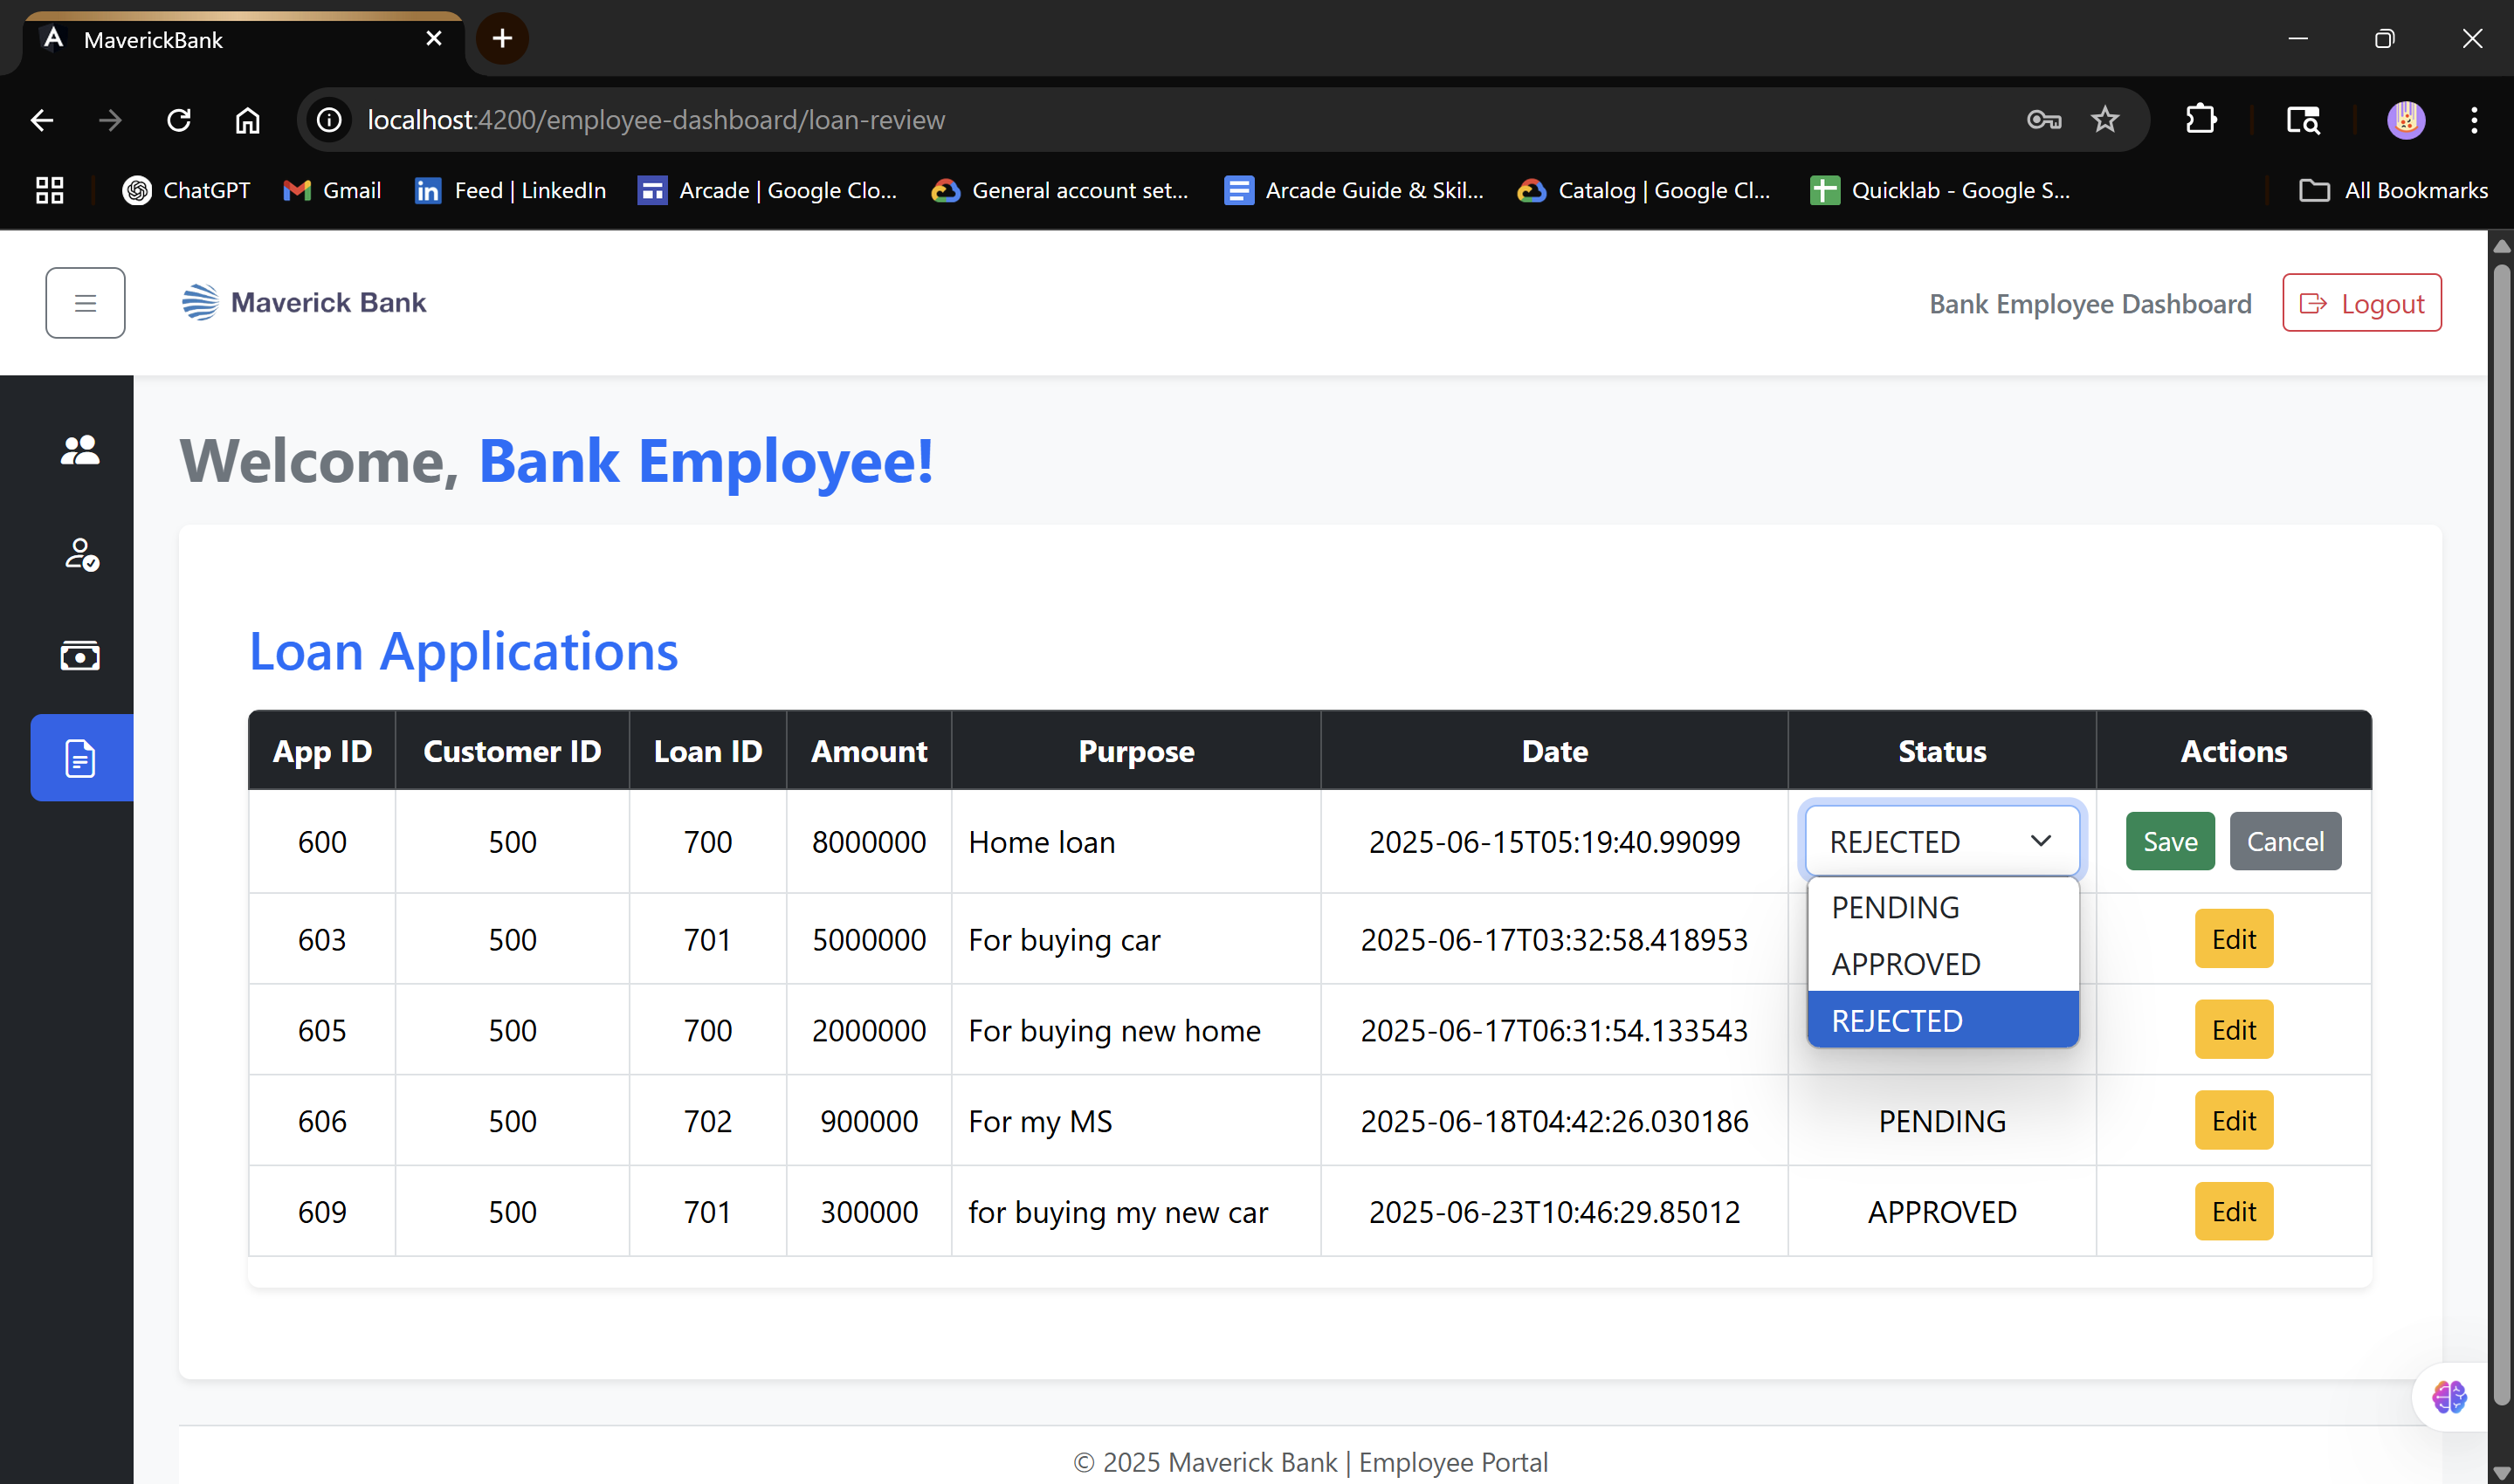 MaverickBank
localhost:4200/employee-dashboard/loan-review
ChatGPT Gmail Feed | LinkedIn Arcade | Google Clo... General account set... Arcade Guide & Skil... Catalog | Google Cl... Quicklab - Google S... All Bookmarks
Maverick Bank Bank Employee Dashboard Logout
Welcome, Bank Employee!
Loan Applications
App ID Customer ID Loan ID Amount Purpose Date Status Actions
600 500 700 8000000 Home loan 2025-06-15T05:19:40.99099 REJECTED Save Cancel
PENDING
603 500 701 5000000 For buying car 2025-06-17T03:32:58.418953 Edit
APPROVED
REJECTED
605 500 700 2000000 For buying new home 2025-06-17T06:31:54.133543 Edit
606 500 702 900000 For my MS 2025-06-18T04:42:26.030186 PENDING Edit
609 500 701 300000 for buying my new car 2025-06-23T10:46:29.85012 APPROVED Edit
© 2025 Maverick Bank | Employee Portal